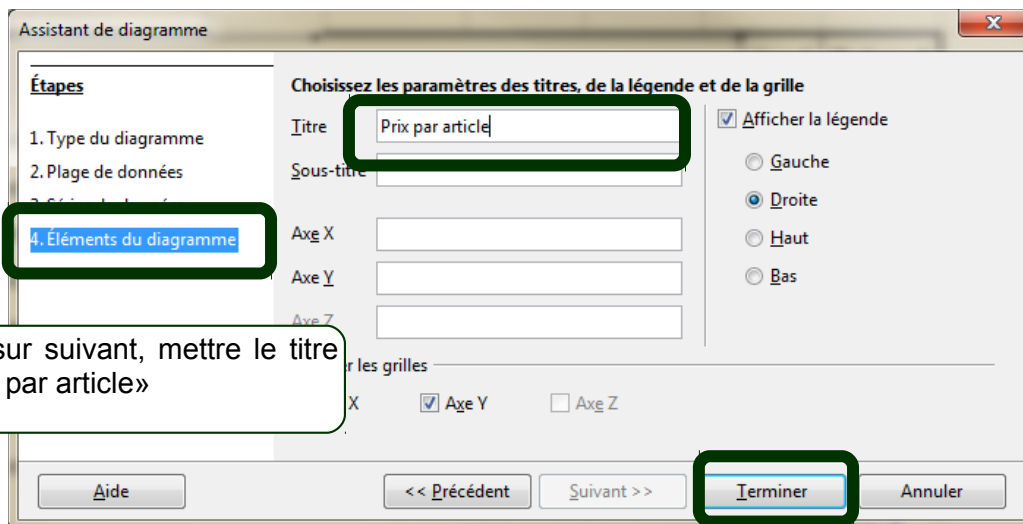 Assistant de diagramme
Étapes
1. Type du diagramme
2. Plage de données
4. Éléments du diagramme
Choisissez les paramètres des titres, de la légende et de la grille
Titre Prix par article
Sous-titre
Axe X
Axe Y
Axe Z
Afficher la légende
Gauche
Droite
Haut
Bas
sur suivant, mettre le titre
par article»
les grilles
X Axe Y Axe Z
Aide << Précédent Suivant >> Terminer Annuler